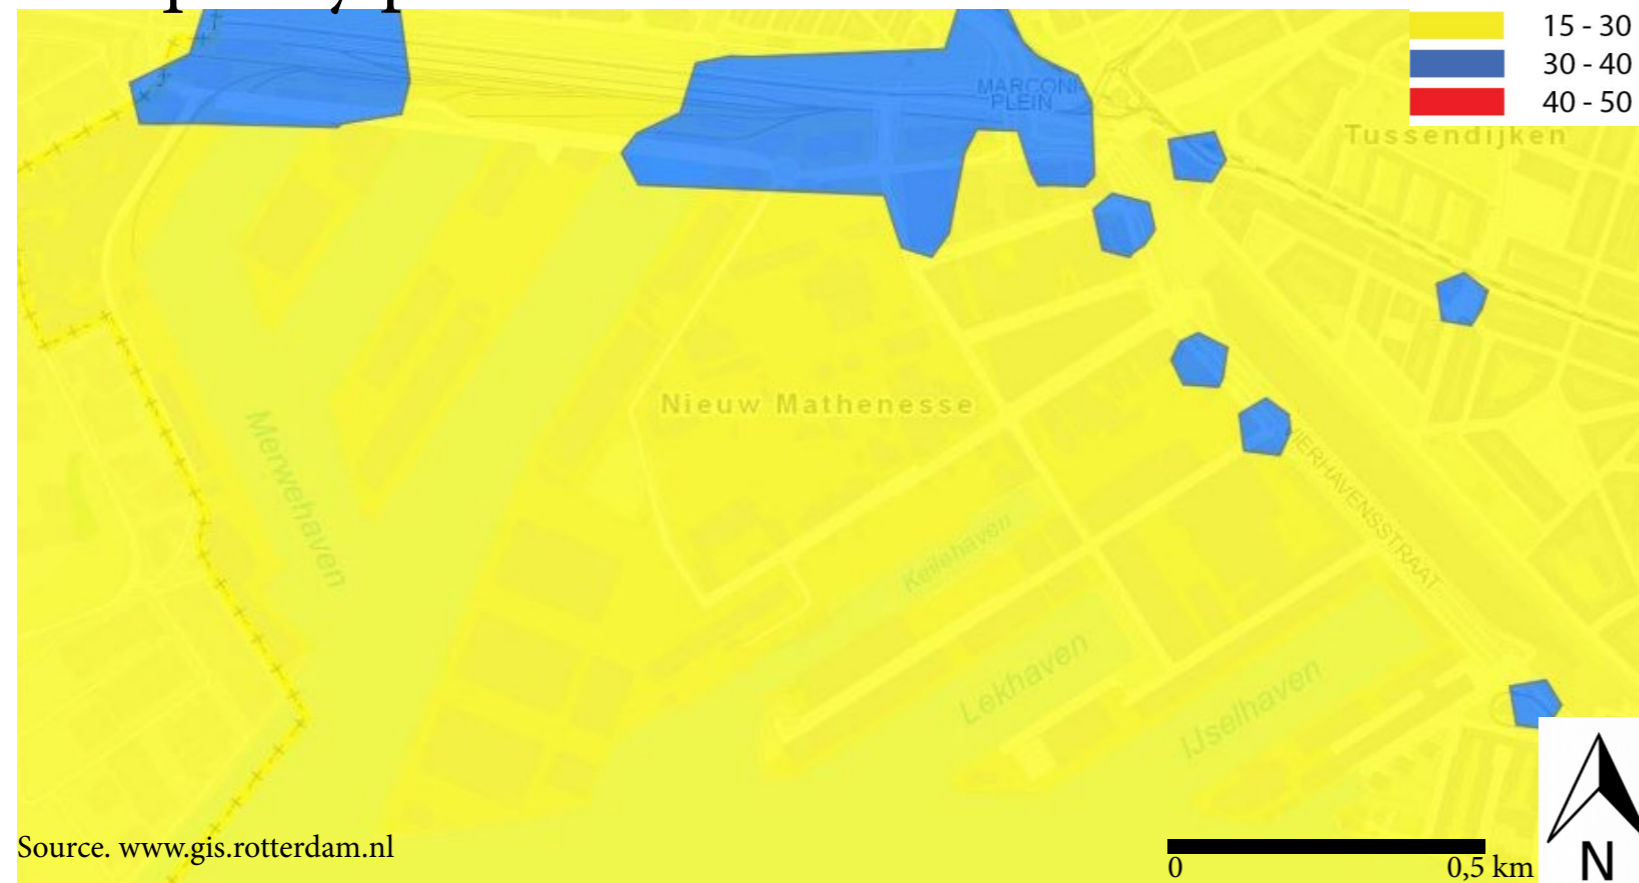 15 - 30
30 - 40
40 - 50
MARCONI-
PLEIN
Tussendijken
Nieuw Mathenesse
Merwehaven
Keilehaven
VIERHAVENSSTRAAT
Lekhaven
IJselhaven
Source. www.gis.rotterdam.nl
0
0,5 km
N